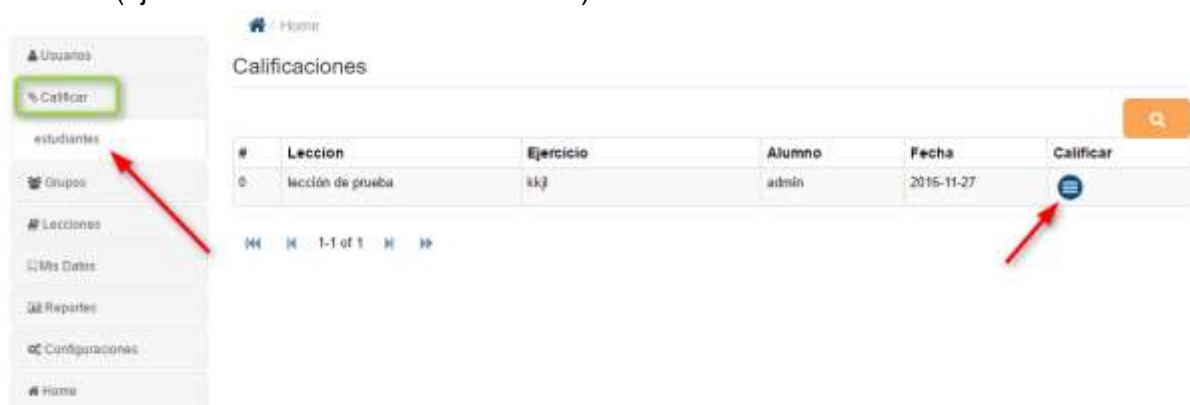 / Home
Usuarios
Calificaciones
Calificar
estudiantes
# Leccion Ejercicio Alumno Fecha Calificar
0 lección de prueba kkjl admin 2016-11-27
Grupos
Lecciones
1-1 of 1
Mis Datos
Reportes
Configuraciones
Home